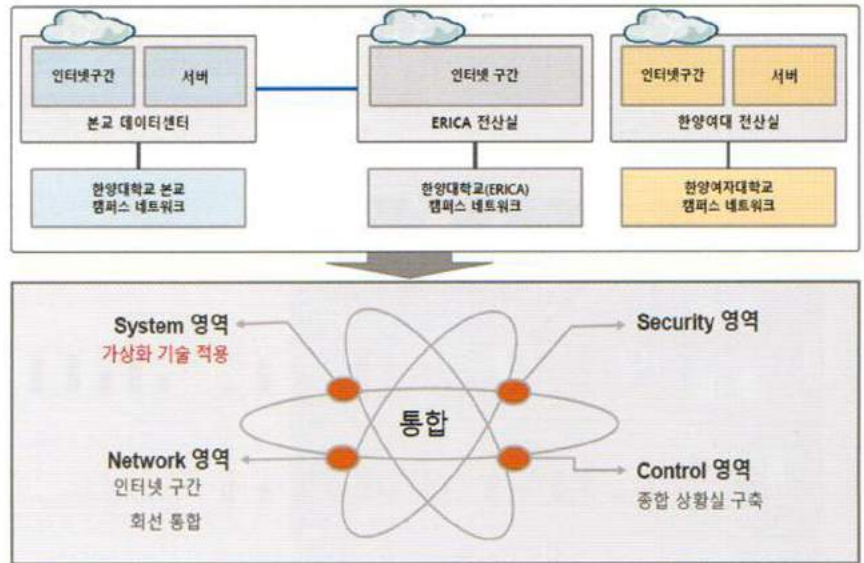 인터넷구간
서버
본교 데이터센터
한양대학교 본교
캠퍼스 네트워크
인터넷 구간
ERICA 전산실
한양대학교(ERICA)
캠퍼스 네트워크
인터넷구간
서버
한양여대 전산실
한양여자대학교
캠퍼스 네트워크
System 영역
가상화 기술 적용
Security 영역
통합
Network 영역
인터넷 구간
회선 통합
Control 영역
종합 상황실 구축